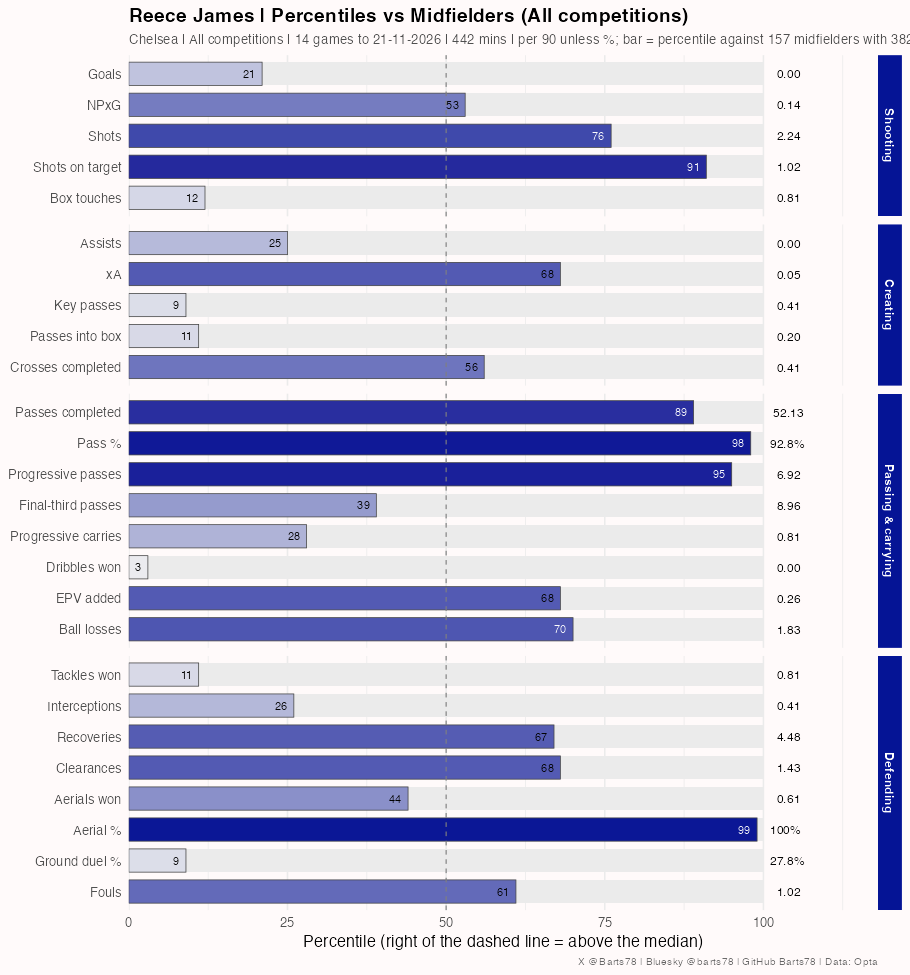 Reece James | Percentiles vs Midfielders (All competitions)
Chelsea | All competitions | 14 games to 21-11-2026 | 442 mins | per 90 unless %; bar = percentile against 157 midfielders with 382
Goals 21 0.00
NPxG 53 0.14
Shots 76 2.24
Shots on target 91 1.02
Box touches 12 0.81
Shooting
Assists 25 0.00
xA 68 0.05
Key passes 9 0.41
Passes into box 11 0.20
Crosses completed 56 0.41
Creating
Passes completed 89 52.13
Pass % 98 92.8%
Progressive passes 95 6.92
Final-third passes 39 8.96
Progressive carries 28 0.81
Dribbles won 3 0.00
EPV added 68 0.26
Ball losses 70 1.83
Passing & carrying
Tackles won 11 0.81
Interceptions 26 0.41
Recoveries 67 4.48
Clearances 68 1.43
Aerials won 44 0.61
Aerial % 99 100%
Ground duel % 9 27.8%
Fouls 61 1.02
Defending
0 25 50 75 100
Percentile (right of the dashed line = above the median)
X @Barts78 | Bluesky @barts78 | GitHub Barts78 | Data: Opta